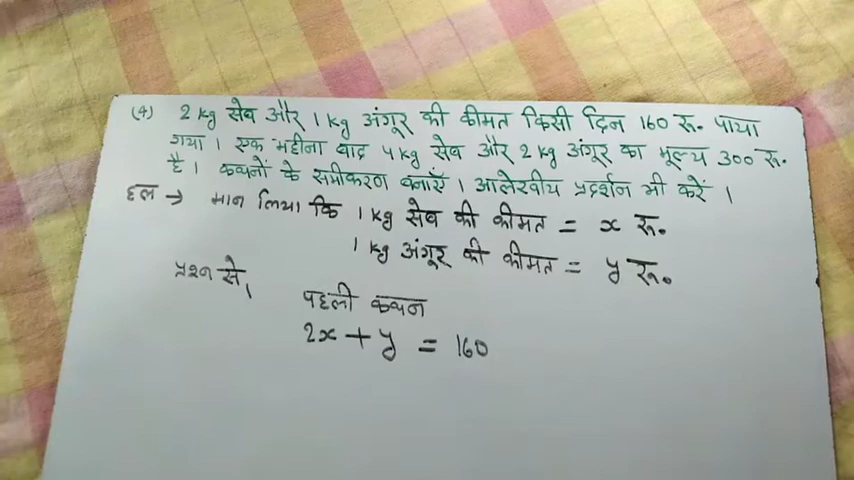 (4) 2 kg सेब और 1 kg अंगूर की कीमत किसी दिन 160 रू. पाया
गया। एक महीना बाद 4 kg सेब और 2 kg अंगूर का मूल्य 300 रू.
है। कथनों के समीकरण बनाएँ। आलेखीय प्रदर्शन भी करें।
हल → मान लिया कि 1 kg सेब की कीमत = x रू.
1 kg अंगूर की कीमत = y रू.
प्रश्न से,
पहली कथन
2x + y = 160